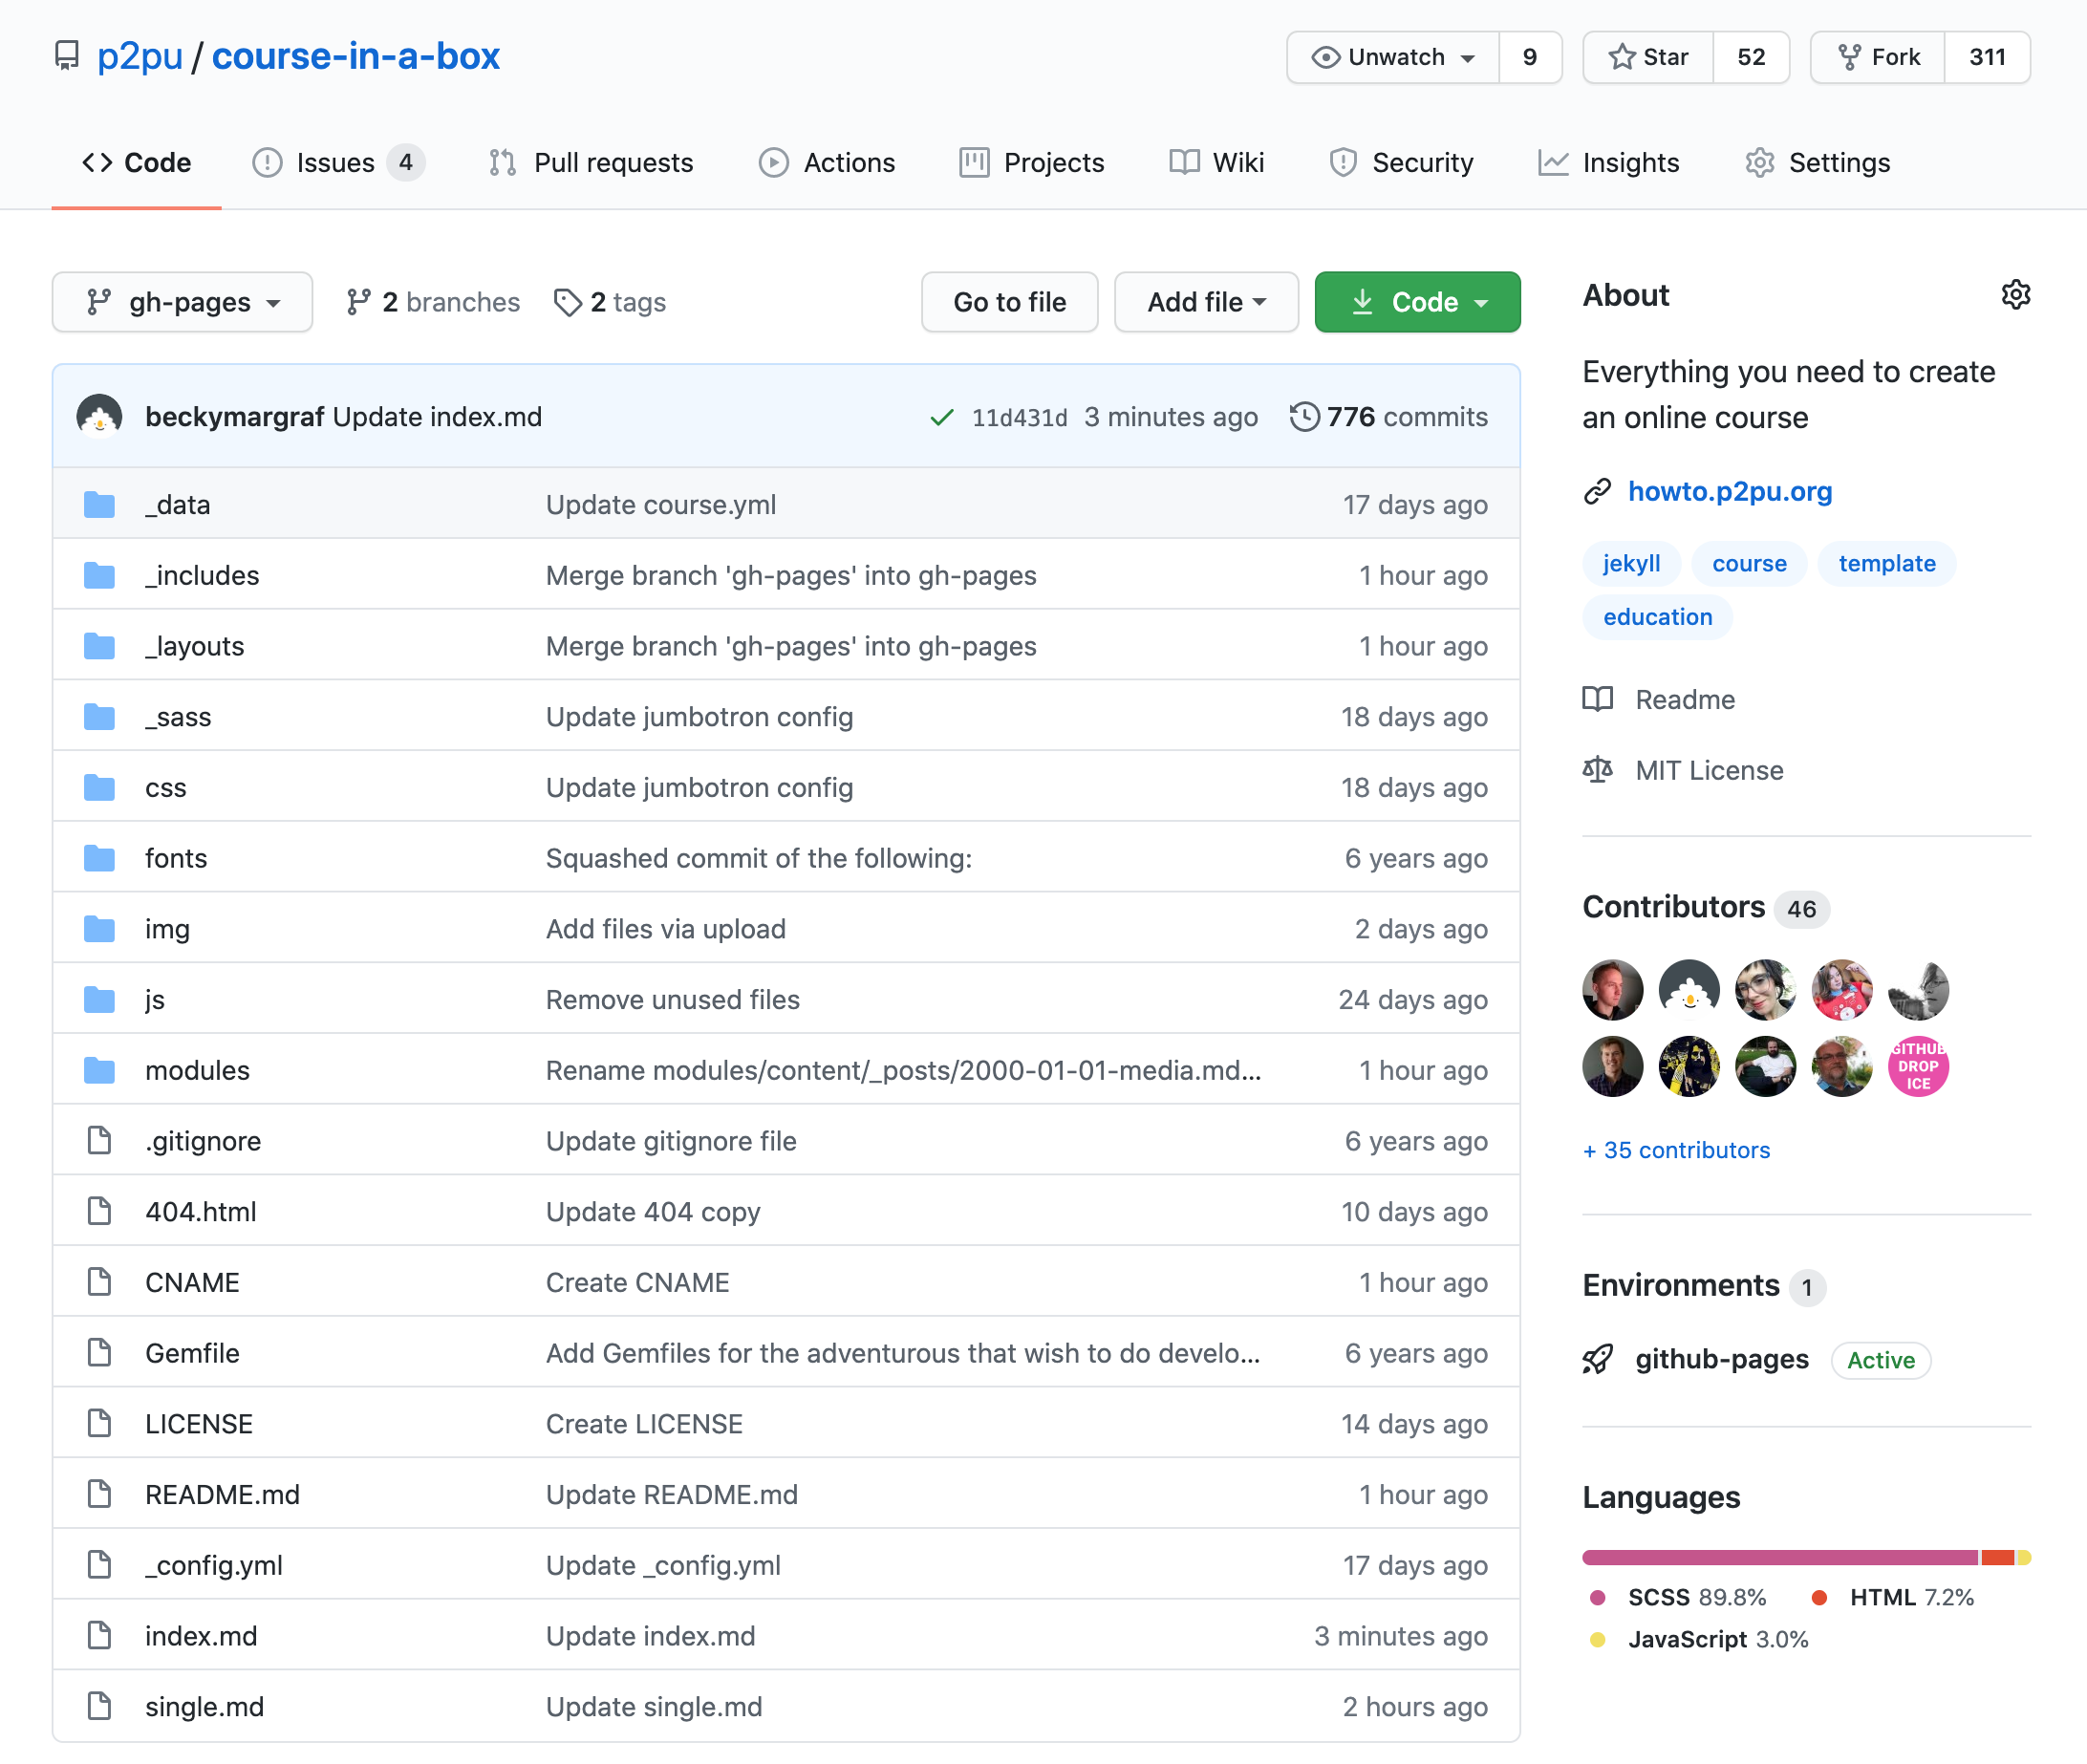 p2pu / course-in-a-box
Unwatch 9 Star 52 Fork 311
Code Issues 4 Pull requests Actions Projects Wiki Security Insights Settings
gh-pages 2 branches 2 tags Go to file Add file Code
beckymargraf Update index.md 11d431d 3 minutes ago 776 commits
_data Update course.yml 17 days ago
_includes Merge branch 'gh-pages' into gh-pages 1 hour ago
_layouts Merge branch 'gh-pages' into gh-pages 1 hour ago
_sass Update jumbotron config 18 days ago
css Update jumbotron config 18 days ago
fonts Squashed commit of the following: 6 years ago
img Add files via upload 2 days ago
js Remove unused files 24 days ago
modules Rename modules/content/_posts/2000-01-01-media.md... 1 hour ago
.gitignore Update gitignore file 6 years ago
404.html Update 404 copy 10 days ago
CNAME Create CNAME 1 hour ago
Gemfile Add Gemfiles for the adventurous that wish to do develo... 6 years ago
LICENSE Create LICENSE 14 days ago
README.md Update README.md 1 hour ago
_config.yml Update _config.yml 17 days ago
index.md Update index.md 3 minutes ago
single.md Update single.md 2 hours ago
About
Everything you need to create
an online course
howto.p2pu.org
jekyll course template
education
Readme
MIT License
Contributors 46
GITHUB
DROP
ICE
+ 35 contributors
Environments 1
github-pages Active
Languages
SCSS 89.8% HTML 7.2%
JavaScript 3.0%